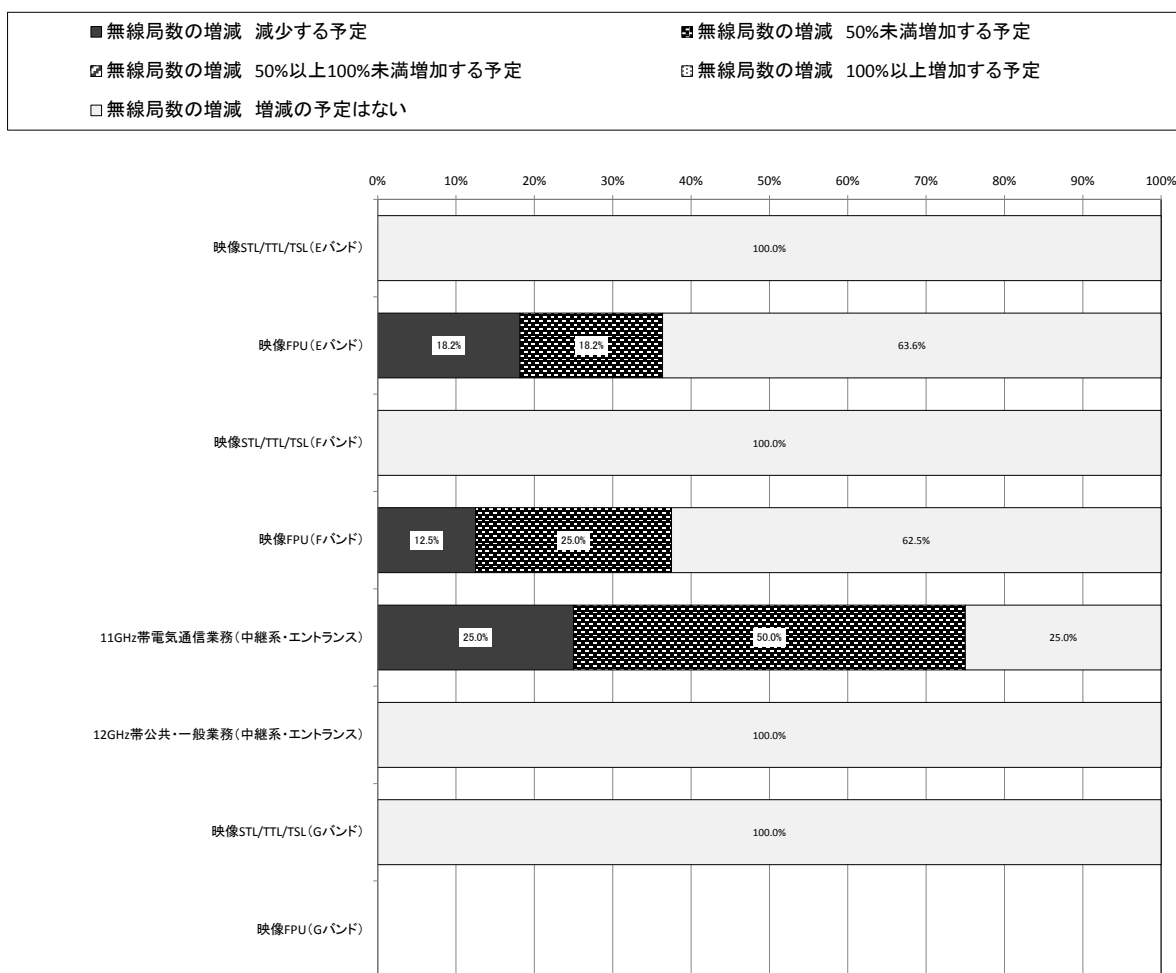 ■無線局数の増減 減少する予定
無線局数の増減 50%未満増加する予定
無線局数の増減 50%以上100%未満増加する予定
無線局数の増減 100%以上増加する予定
□無線局数の増減 増減の予定はない
0% 10% 20% 30% 40% 50% 60% 70% 80% 90% 100%
映像STL/TTL/TSL(Eバンド)
100.0%
映像FPU(Eバンド)
18.2% 18.2% 63.6%
映像STL/TTL/TSL(Fバンド)
100.0%
映像FPU(Fバンド)
12.5% 25.0% 62.5%
11GHz帯電気通信業務(中継系・エントランス)
25.0% 50.0% 25.0%
12GHz帯公共・一般業務(中継系・エントランス)
100.0%
映像STL/TTL/TSL(Gバンド)
100.0%
映像FPU(Gバンド)